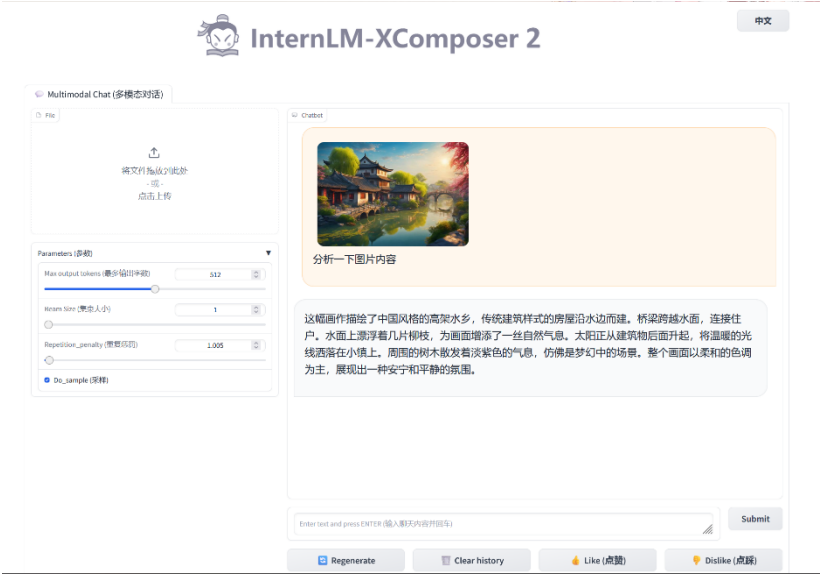 InternLM-XComposer 2
中文
Multimodal Chat (多模态对话)
File
将文件拖放到此处
- 或 -
点击上传
Parameters (参数)
Max output tokens (最多输出字数)
512
Beam Size (集束大小)
1
Repetition_penalty (重复惩罚)
1.005
Do_sample (采样)
Chatbot
分析一下图片内容
这幅画作描绘了中国风格的高架水乡，传统建筑样式的房屋沿水边而建。桥梁跨越水面，连接住
户。水面上漂浮着几片柳枝，为画面增添了一丝自然气息。太阳正从建筑物后面升起，将温暖的光
线洒落在小镇上。周围的树木散发着淡紫色的气息，仿佛是梦幻中的场景。整个画面以柔和的色调
为主，展现出一种安宁和平静的氛围。
Enter text and press ENTER (输入聊天内容并回车)
Submit
Regenerate
Clear history
Like (点赞)
Dislike (点踩)